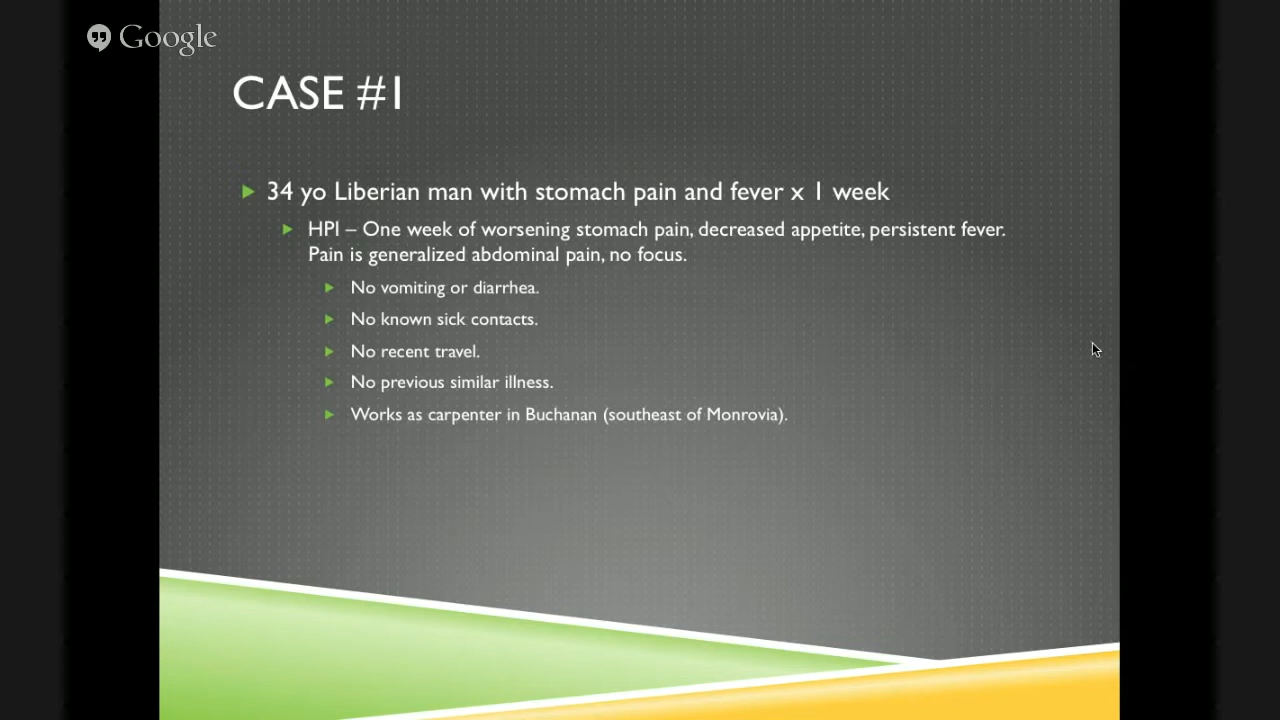 Google
CASE #1
34 yo Liberian man with stomach pain and fever x 1 week
HPI – One week of worsening stomach pain, decreased appetite, persistent fever.
Pain is generalized abdominal pain, no focus.
No vomiting or diarrhea.
No known sick contacts.
No recent travel.
No previous similar illness.
Works as carpenter in Buchanan (southeast of Monrovia).